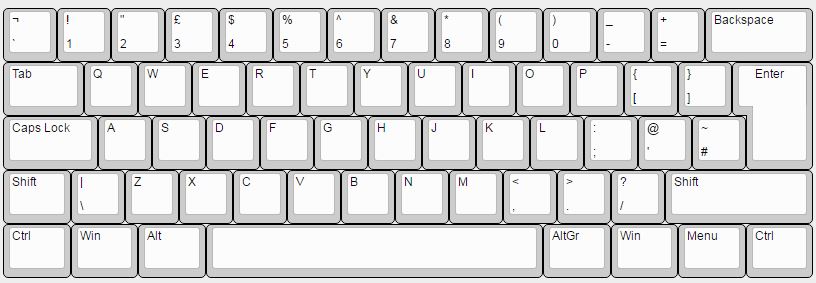 ¬ ! " £ $ % ^ & * ( ) _ + Backspace
` 1 2 3 4 5 6 7 8 9 0 - =
Tab Q W E R T Y U I O P { } Enter
[ ]
Caps Lock A S D F G H J K L : @ ~
; ' #
Shift | Z X C V B N M < > ? Shift
\ , . /
Ctrl Win Alt AltGr Win Menu Ctrl